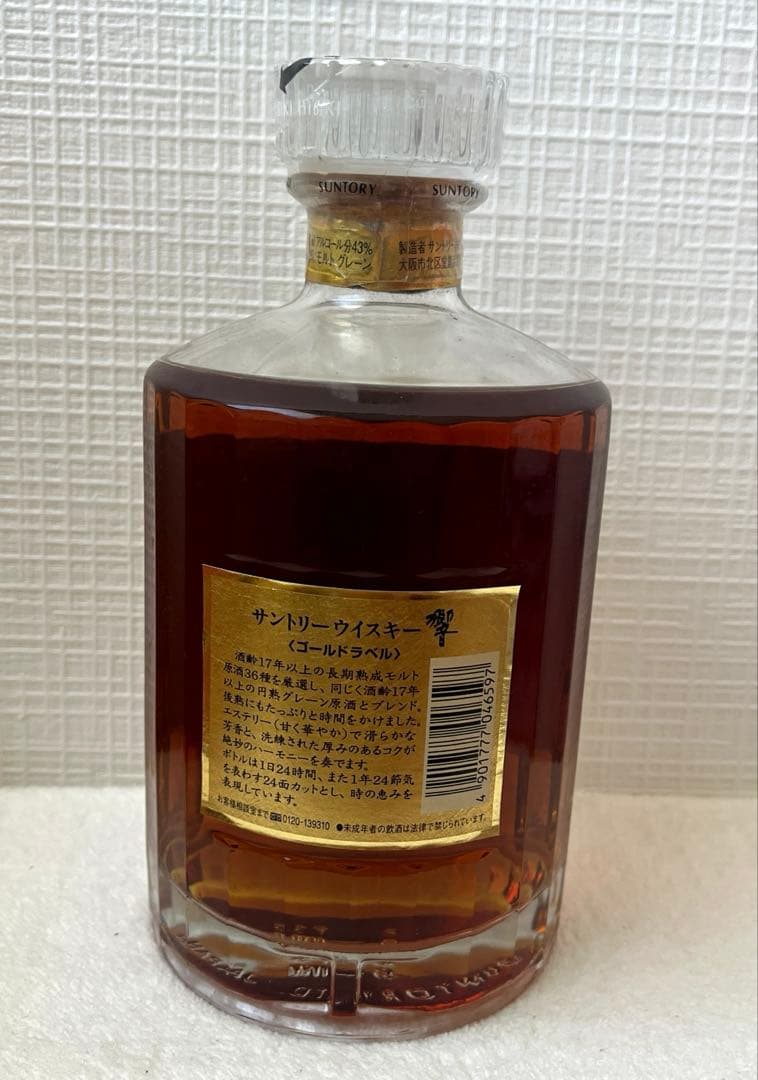 SUNTORY SUNTORY
アルコール分43% 製造者 サントリー
モルト グレーン 大阪市北区堂島
サントリーウイスキー 響
〈ゴールドラベル〉
酒齢17年以上の長期熟成モルト
原酒36種を厳選し、同じく酒齢17年
以上の円熟グレーン原酒とブレンド。
後熟にもたっぷりと時間をかけました。
エステリー(甘く華やか)で滑らかな
芳香と、洗練された厚みのあるコクが
絶妙のハーモニーを奏でます。
ボトルは1日24時間、また1年24節気
を表わす24面カットとし、時の恵みを
表現しています。
お客様相談室まで 0120-139310 ●未成年者の飲酒は法律で禁じられています。
4 901777 046597